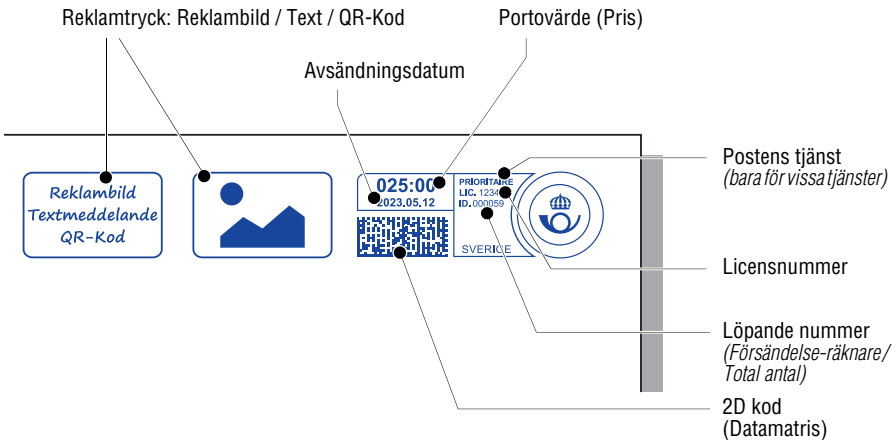 Reklamtryck: Reklambild / Text / QR-Kod
Portovärde (Pris)
Avsändningsdatum
Reklambild
Textmeddelande
QR-Kod
025:00
2023.05.12
PRIORITAIRE
LIC. 1234
ID. 000059
SVERIGE
Postens tjänst
(bara för vissa tjänster)
Licensnummer
Löpande nummer
(Försändelse-räknare/
Total antal)
2D kod
(Datamatris)